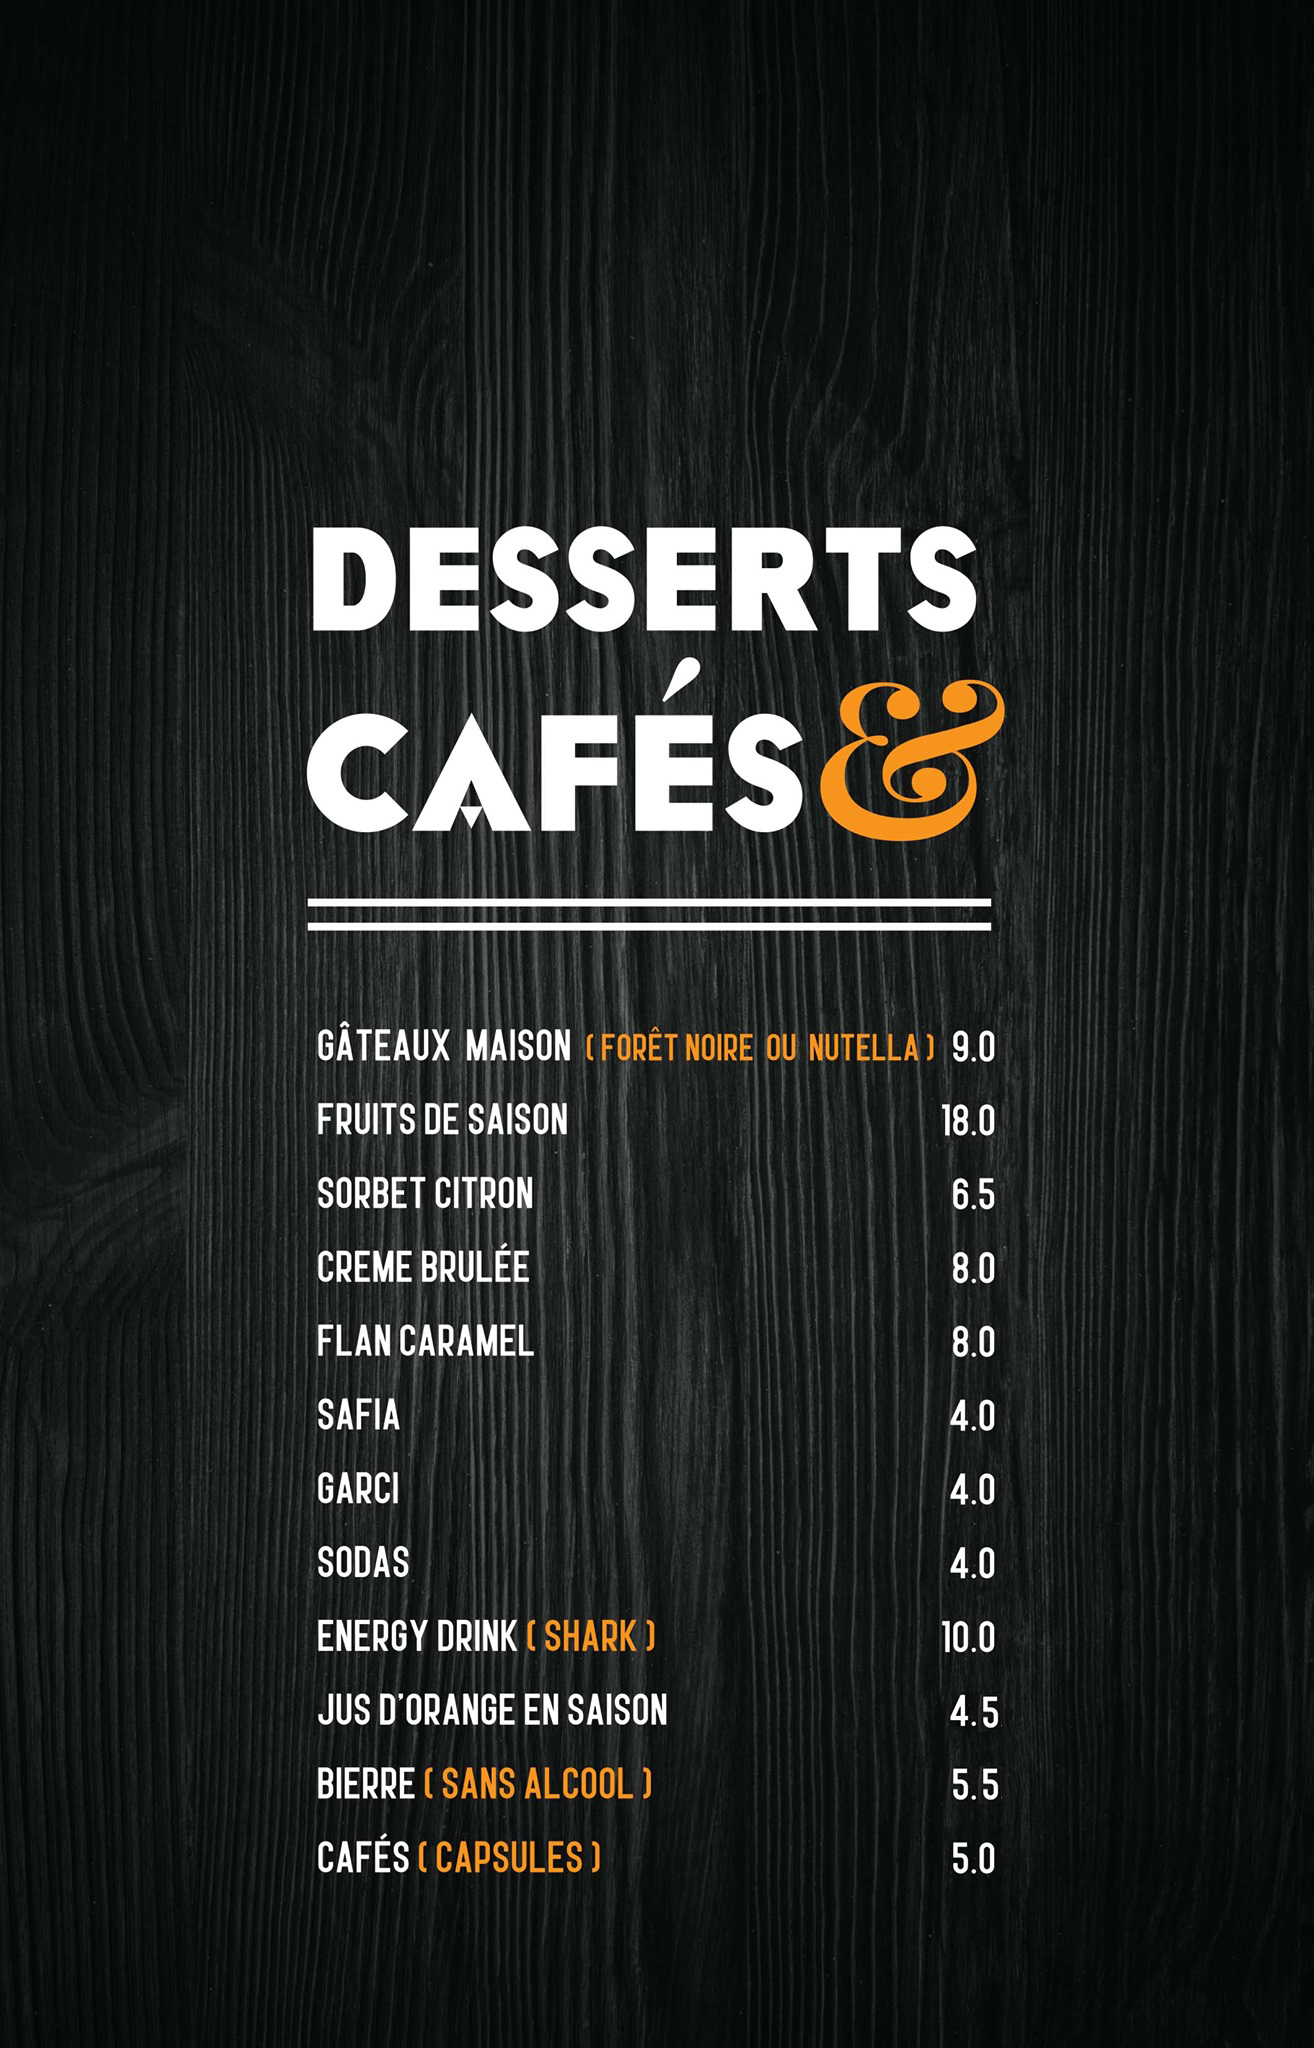 DESSERTS
CAFÉS &
GÂTEAUX MAISON ( FORÊT NOIRE OU NUTELLA ) 9.0
FRUITS DE SAISON 18.0
SORBET CITRON 6.5
CREME BRULÉE 8.0
FLAN CARAMEL 8.0
SAFIA 4.0
GARCI 4.0
SODAS 4.0
ENERGY DRINK ( SHARK ) 10.0
JUS D'ORANGE EN SAISON 4.5
BIERRE ( SANS ALCOOL ) 5.5
CAFÉS ( CAPSULES ) 5.0